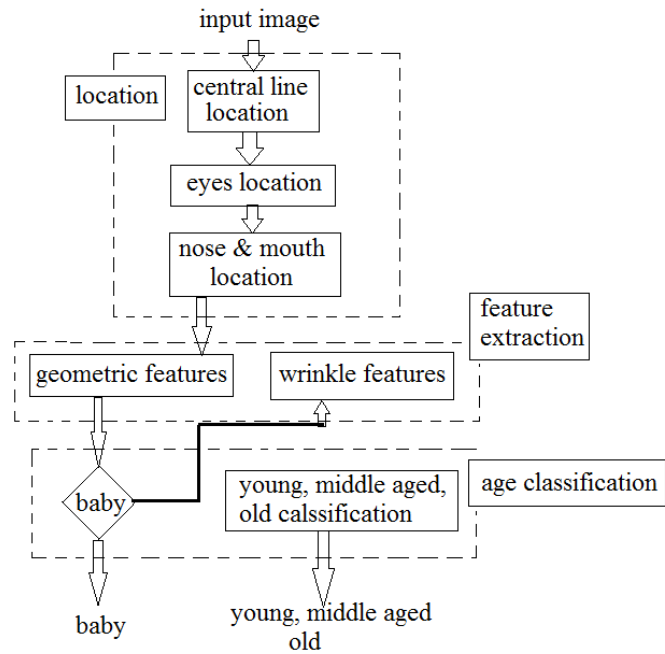 input image
location
central line
location
eyes location
nose & mouth
location
feature
extraction
geometric features
wrinkle features
baby
young, middle aged,
old calssification
age classification
baby
young, middle aged
old